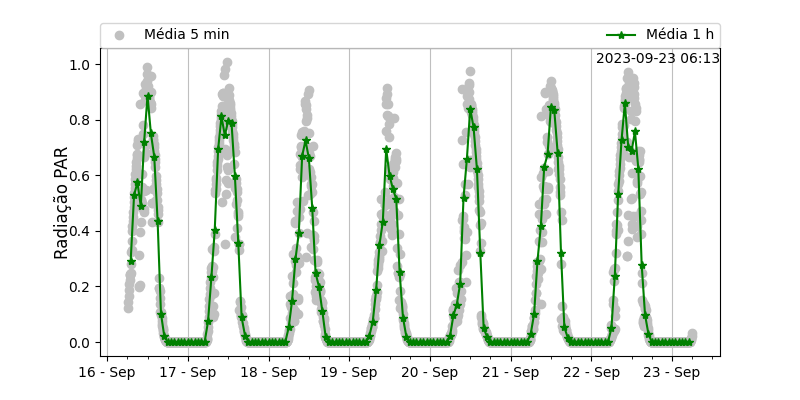 Média 5 min
Média 1 h
2023-09-23 06:13
Radiação PAR
1.0
0.8
0.6
0.4
0.2
0.0
16 - Sep
17 - Sep
18 - Sep
19 - Sep
20 - Sep
21 - Sep
22 - Sep
23 - Sep